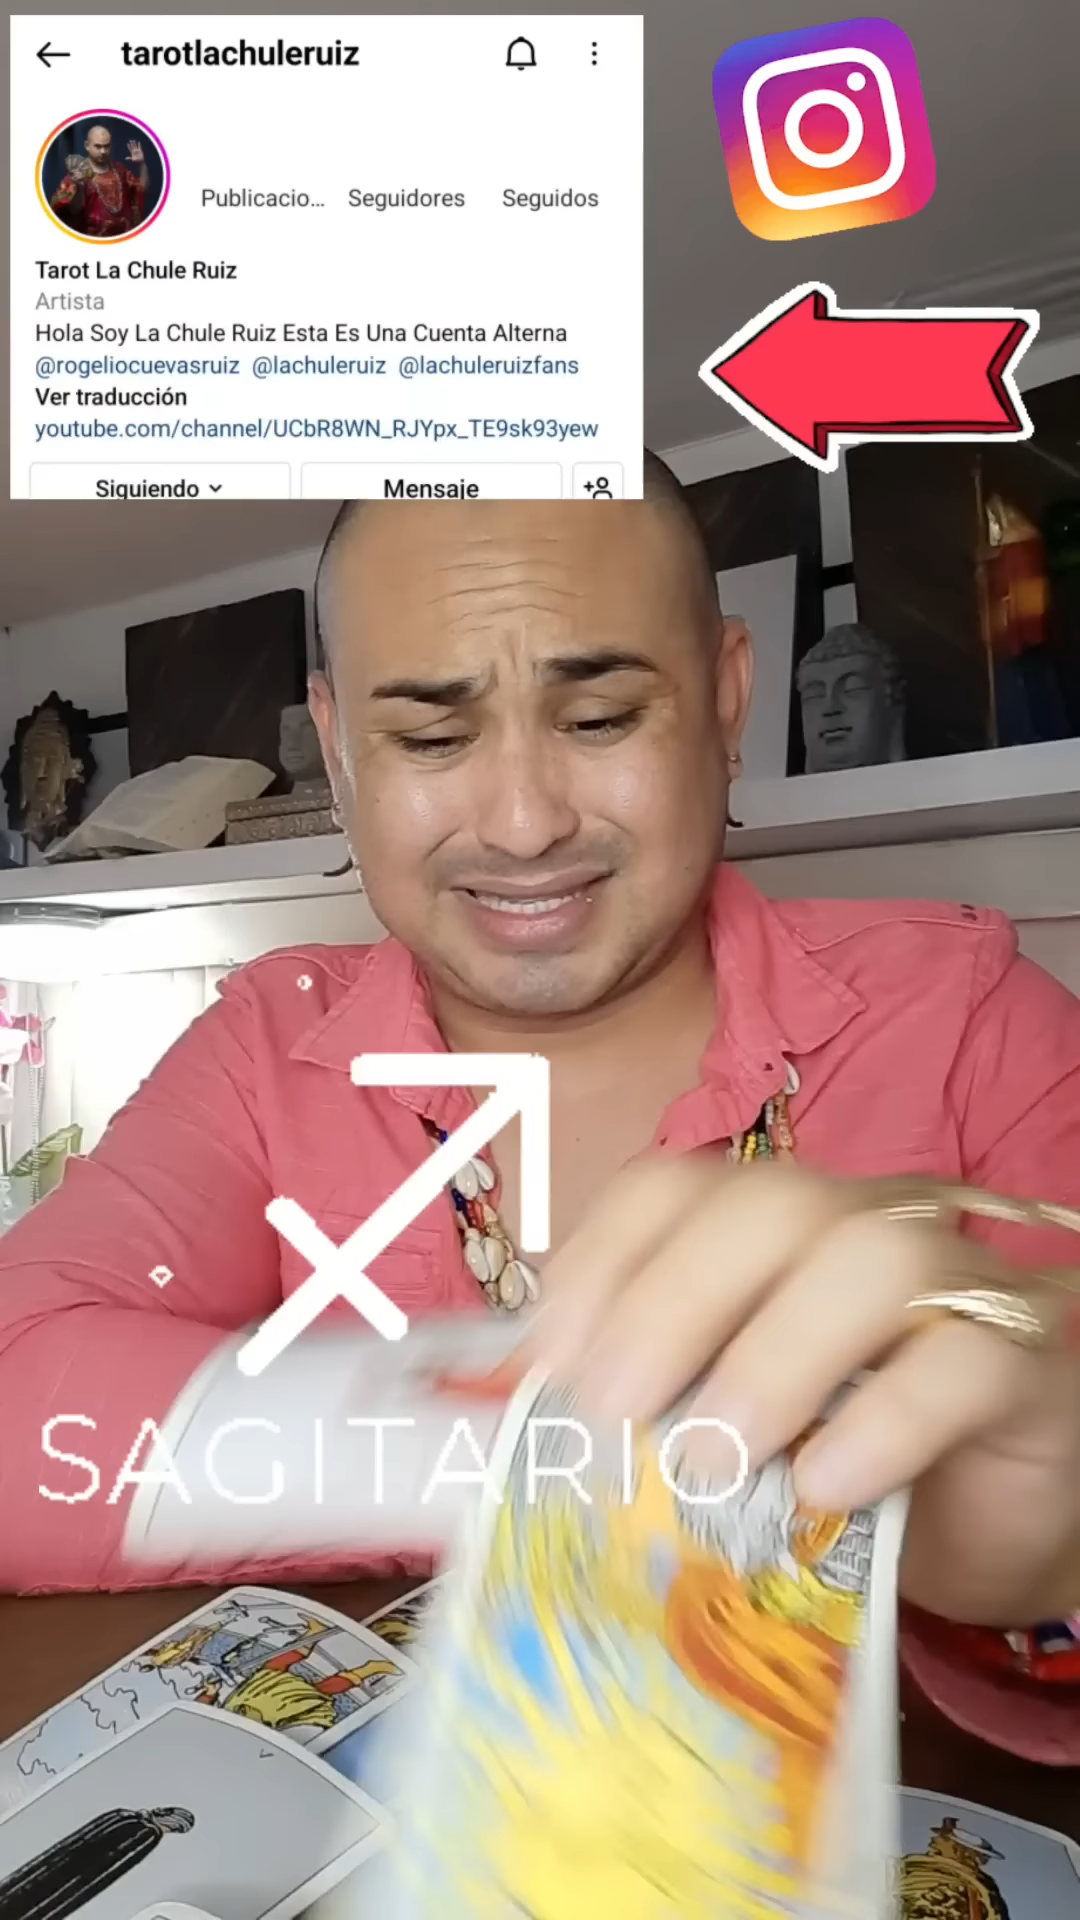 tarotlachuleruiz
Publicacio... Seguidores Seguidos
Tarot La Chule Ruiz
Artista
Hola Soy La Chule Ruiz Esta Es Una Cuenta Alterna
@rogeliocuevasruiz @lachuleruiz @lachuleruizfans
Ver traducción
youtube.com/channel/UCbR8WN_RJYpx_TE9sk93yew
Siguiendo Mensaje
SAGITARIO